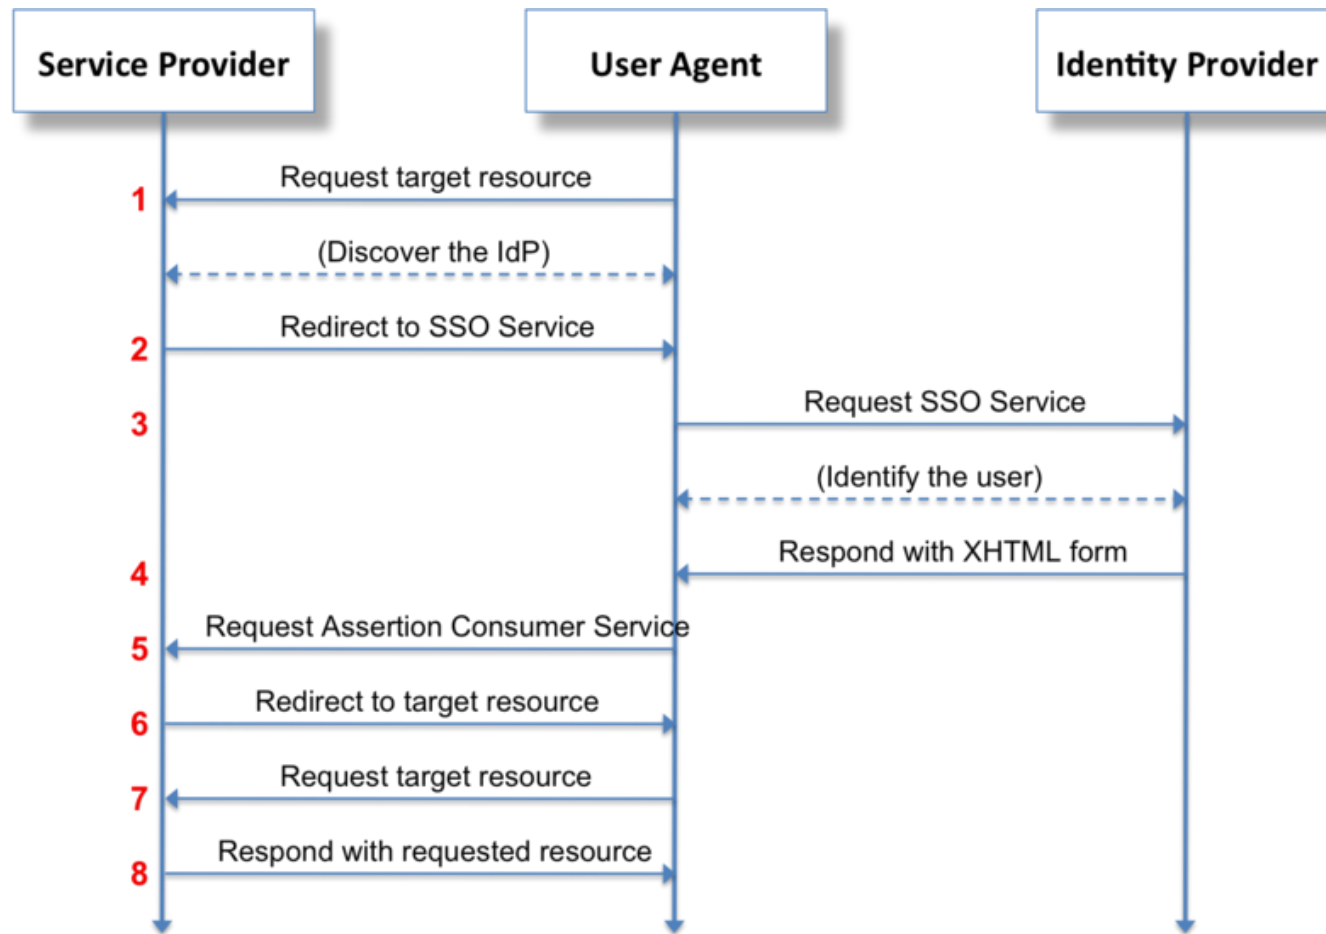 Service Provider
User Agent
Identity Provider
Request target resource
1
(Discover the IdP)
Redirect to SSO Service
2
Request SSO Service
3
(Identify the user)
Respond with XHTML form
4
Request Assertion Consumer Service
5
Redirect to target resource
6
Request target resource
7
Respond with requested resource
8